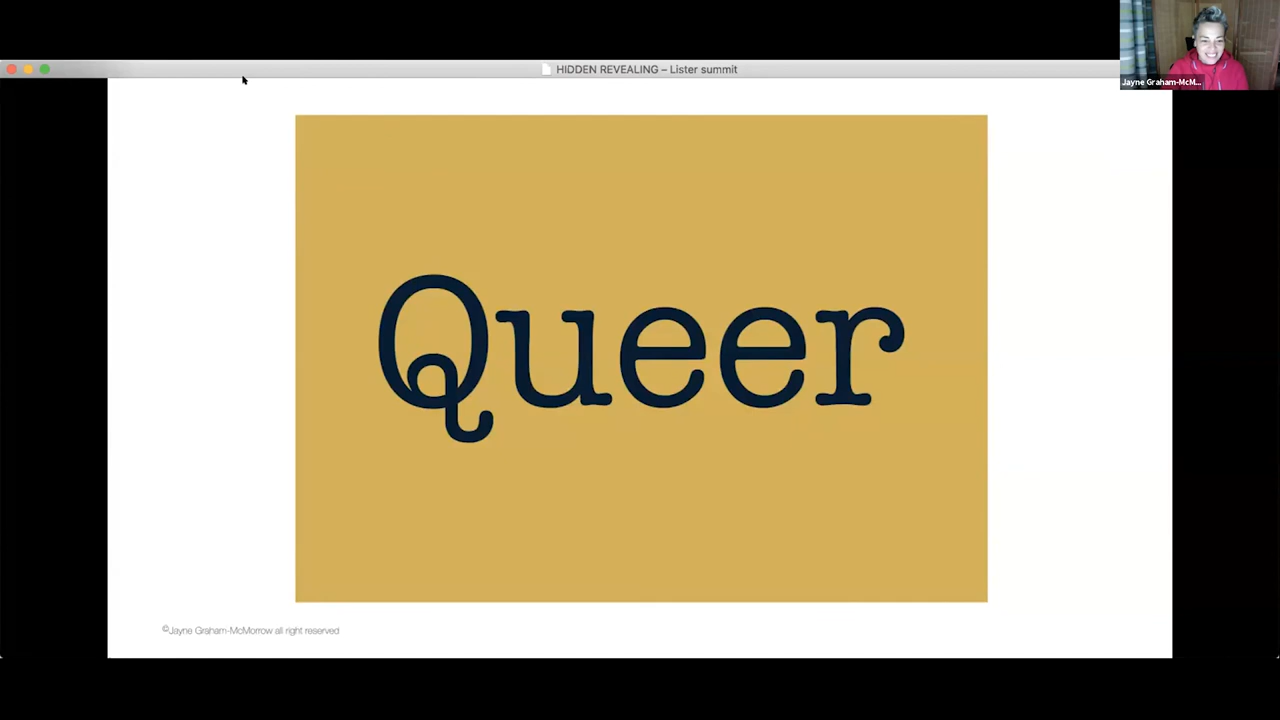 HIDDEN REVEALING – Lister summit
Jayne Graham-McM...
Queer
©Jayne Graham-McMorrow all right reserved